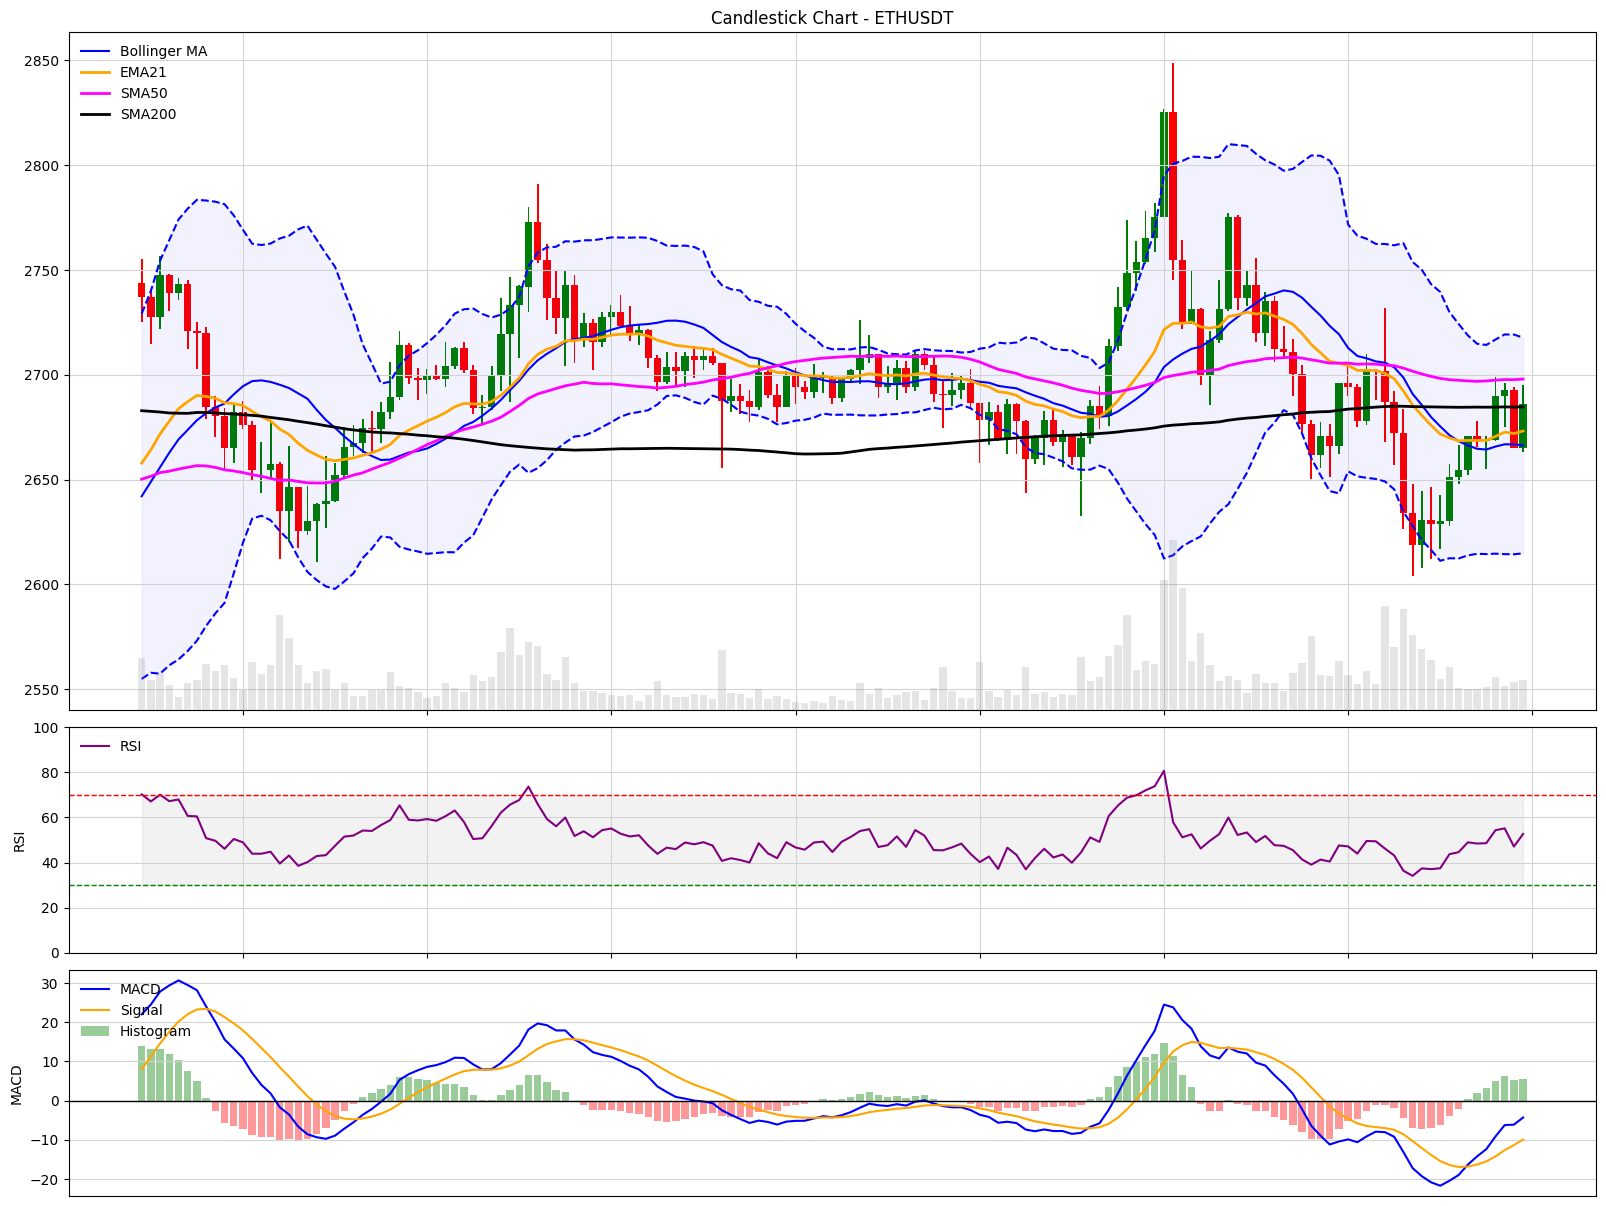 Candlestick Chart - ETHUSDT
Bollinger MA
EMA21
SMA50
SMA200
2850
2800
2750
2700
2650
2600
2550
RSI
100
80
60
40
20
0
RSI
MACD
Signal
Histogram
30
20
10
0
−10
−20
MACD